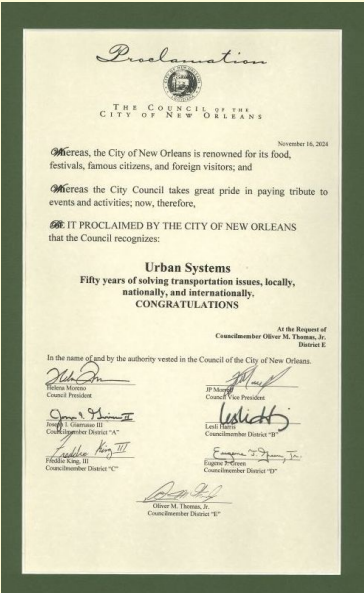 Proclamation
THE COUNCIL OF THE
CITY OF NEW ORLEANS
November 16, 2024
Whereas, the City of New Orleans is renowned for its food,
festivals, famous citizens, and foreign visitors; and
Whereas the City Council takes great pride in paying tribute to
events and activities; now, therefore,
BE IT PROCLAIMED BY THE CITY OF NEW ORLEANS
that the Council recognizes:
Urban Systems
Fifty years of solving transportation issues, locally,
nationally, and internationally.
CONGRATULATIONS
At the Request of
Councilmember Oliver M. Thomas, Jr.
District E
In the name of and by the authority vested in the Council of the City of New Orleans.
Helena Moreno
Council President
JP Morrell
Council Vice President
Joseph I. Giarrusso III
Councilmember District "A"
Lesli Harris
Councilmember District "B"
Freddie King III
Freddie King, III
Councilmember District "C"
Eugene J. Green, Jr.
Eugene J. Green
Councilmember District "D"
Oliver M. Thomas, Jr.
Councilmember District "E"